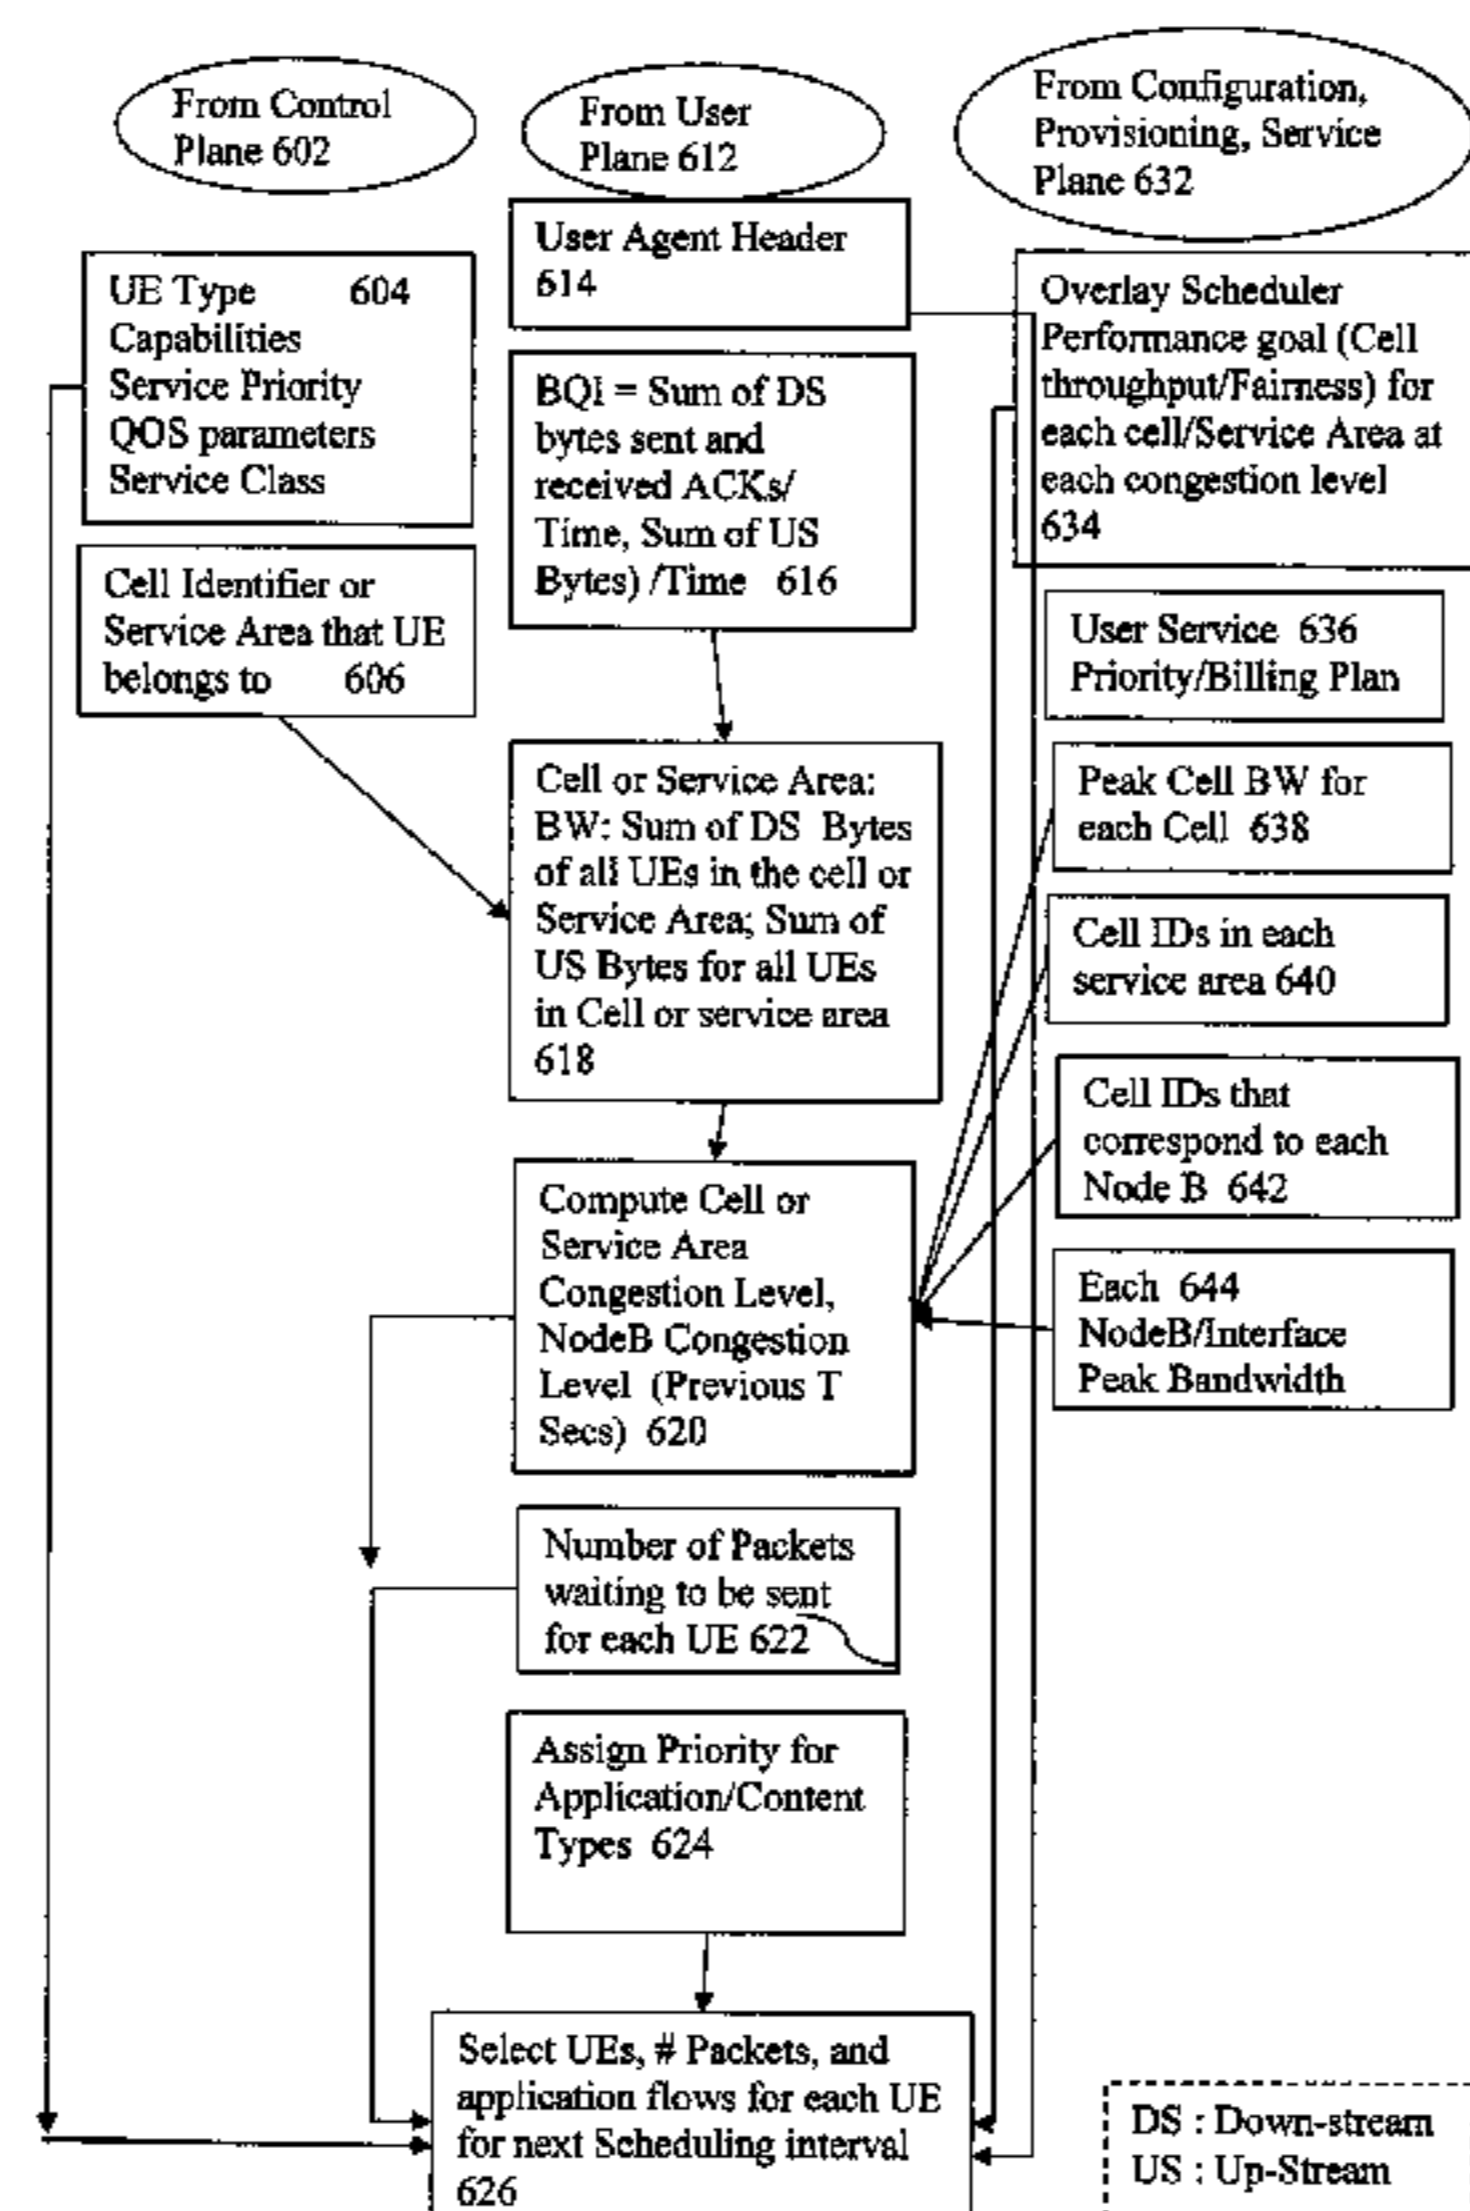 From Control
Plane 602
From User
Plane 612
From Configuration,
Provisioning, Service
Plane 632
UE Type 604
Capabilities
Service Priority
QOS parameters
Service Class
Cell Identifier or
Service Area that UE
belongs to 606
User Agent Header
614
BQI = Sum of DS
bytes sent and
received ACKs/
Time, Sum of US
Bytes) /Time 616
Cell or Service Area:
BW: Sum of DS Bytes
of all UEs in the cell or
Service Area; Sum of
US Bytes for all UEs
in Cell or service area
618
Compute Cell or
Service Area
Congestion Level,
NodeB Congestion
Level (Previous T
Secs) 620
Number of Packets
waiting to be sent
for each UE 622
Assign Priority for
Application/Content
Types 624
Select UEs, # Packets, and
application flows for each UE
for next Scheduling interval
626
Overlay Scheduler
Performance goal (Cell
throughput/Fairness) for
each cell/Service Area at
each congestion level
634
User Service 636
Priority/Billing Plan
Peak Cell BW for
each Cell 638
Cell IDs in each
service area 640
Cell IDs that
correspond to each
Node B 642
Each 644
NodeB/Interface
Peak Bandwidth
DS : Down-stream
US : Up-Stream